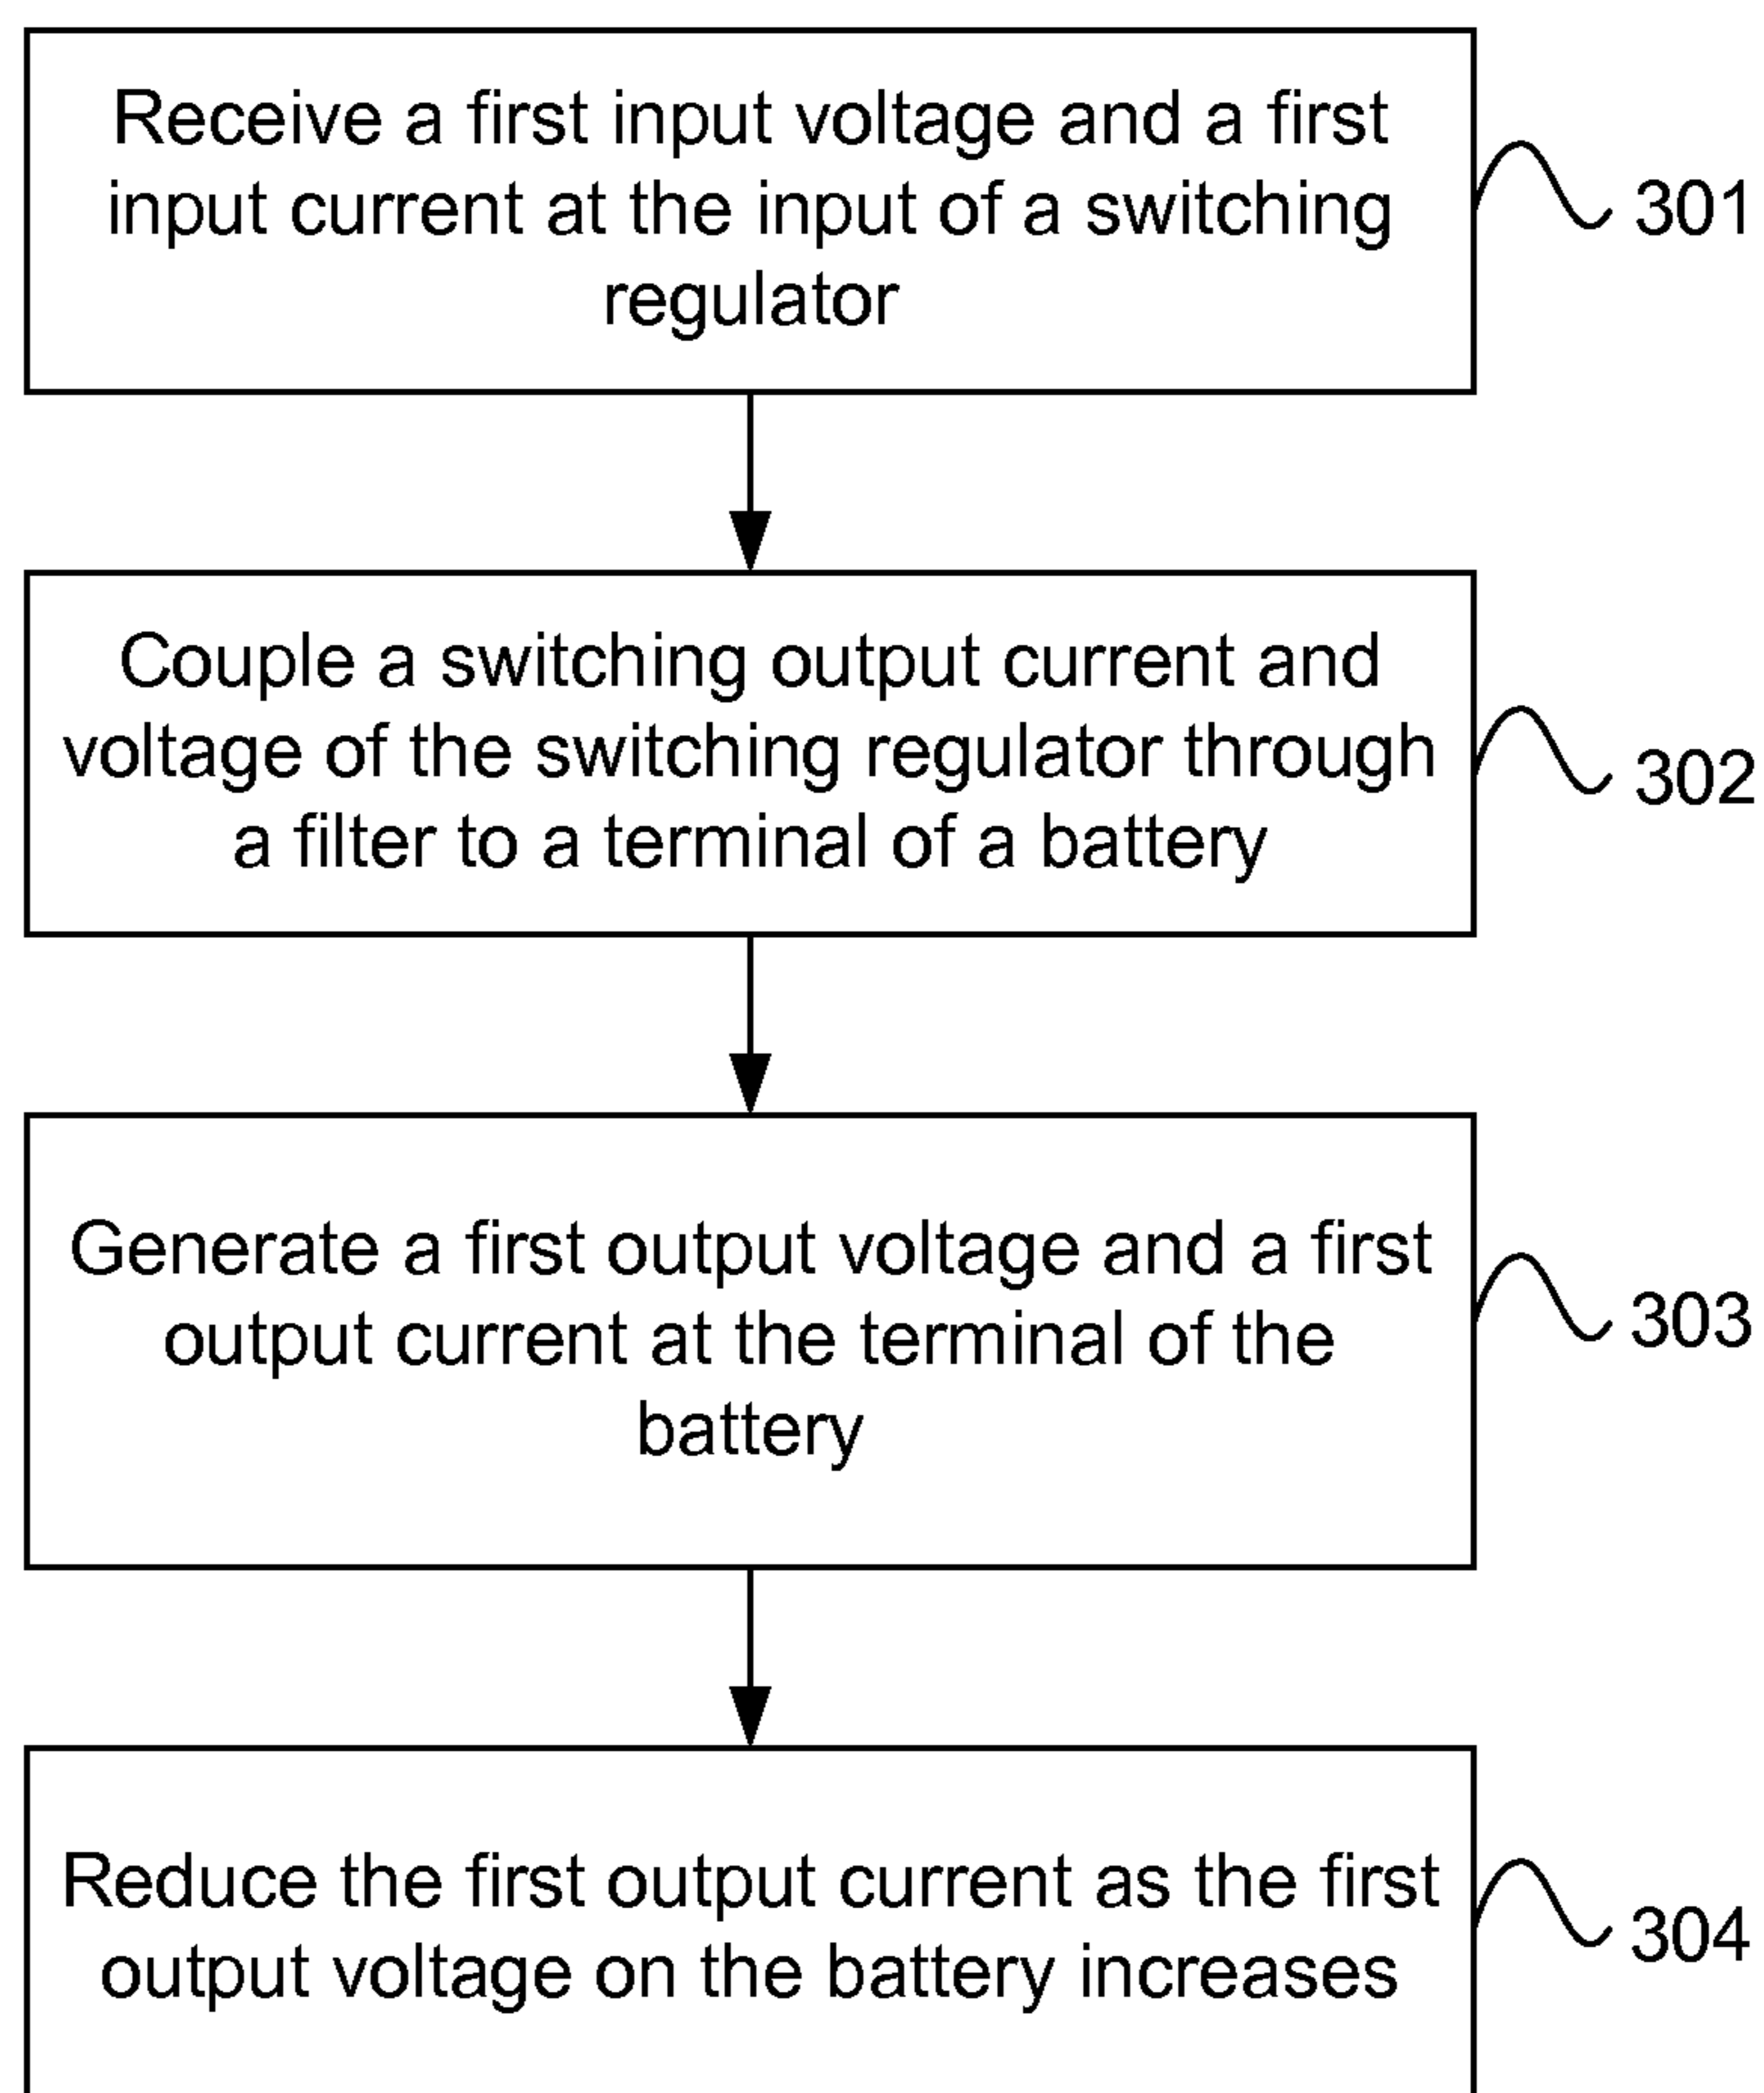 Receive a first input voltage and a first
input current at the input of a switching
regulator
301
Couple a switching output current and
voltage of the switching regulator through
a filter to a terminal of a battery
302
Generate a first output voltage and a first
output current at the terminal of the
battery
303
Reduce the first output current as the first
output voltage on the battery increases
304